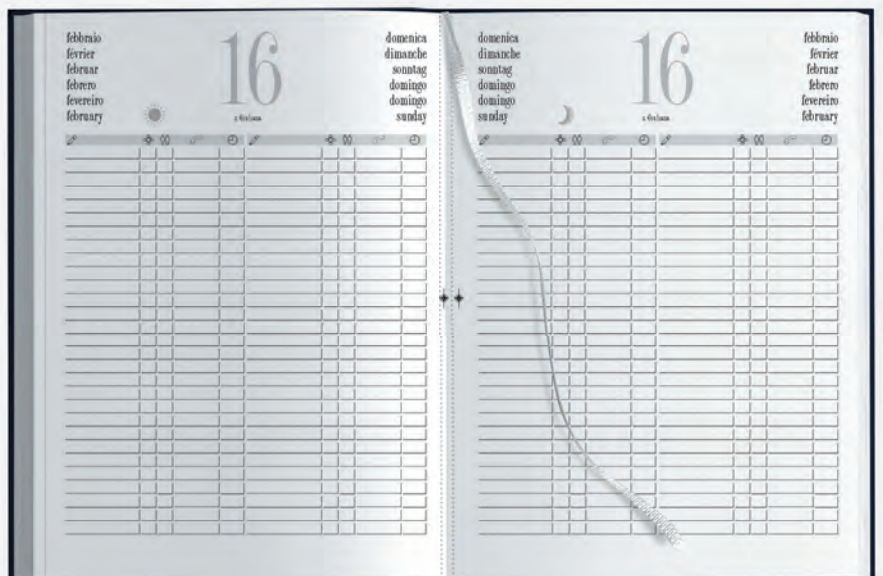 febbraio
février
februar
febrero
fevereiro
february
16
domenica
dimanche
sonntag
domingo
domingo
sunday
domenica
dimanche
sonntag
domingo
domingo
sunday
16
febbraio
février
februar
febrero
fevereiro
february